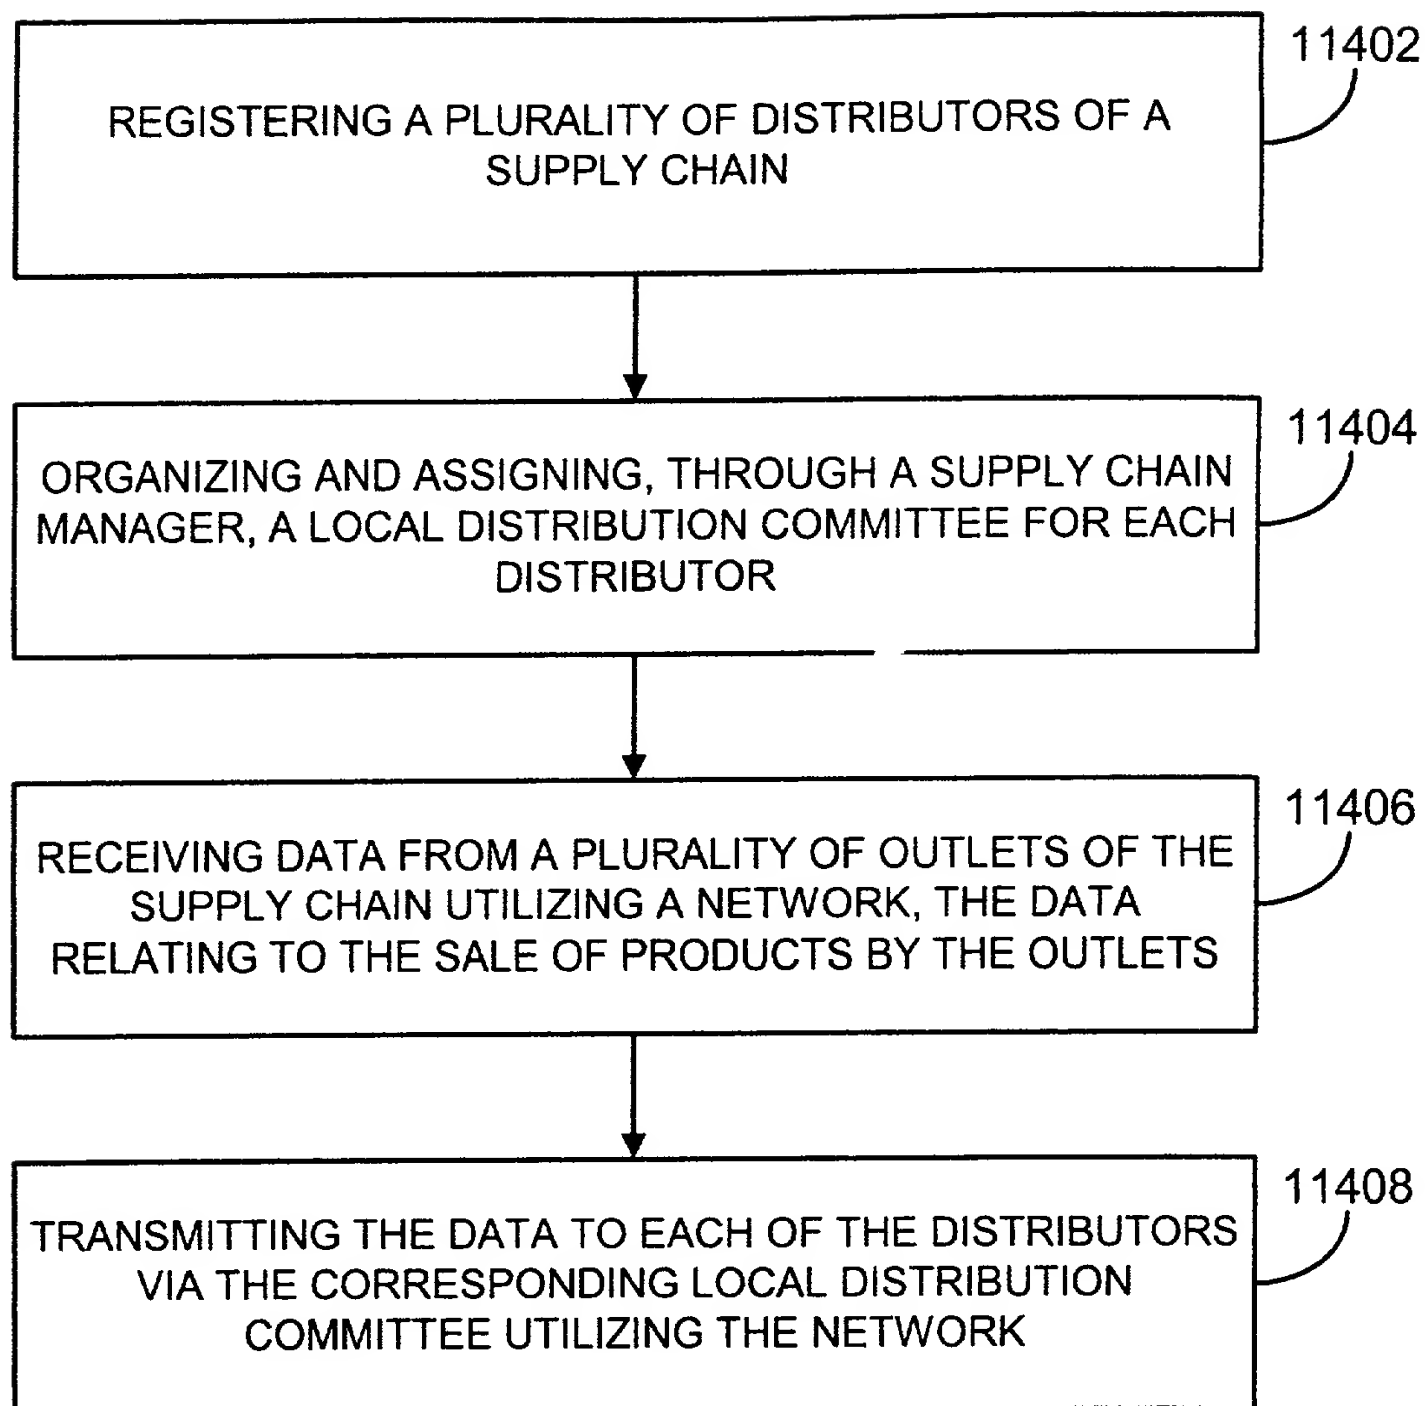 11402
REGISTERING A PLURALITY OF DISTRIBUTORS OF A
SUPPLY CHAIN
11404
ORGANIZING AND ASSIGNING, THROUGH A SUPPLY CHAIN
MANAGER, A LOCAL DISTRIBUTION COMMITTEE FOR EACH
DISTRIBUTOR
11406
RECEIVING DATA FROM A PLURALITY OF OUTLETS OF THE
SUPPLY CHAIN UTILIZING A NETWORK, THE DATA
RELATING TO THE SALE OF PRODUCTS BY THE OUTLETS
11408
TRANSMITTING THE DATA TO EACH OF THE DISTRIBUTORS
VIA THE CORRESPONDING LOCAL DISTRIBUTION
COMMITTEE UTILIZING THE NETWORK